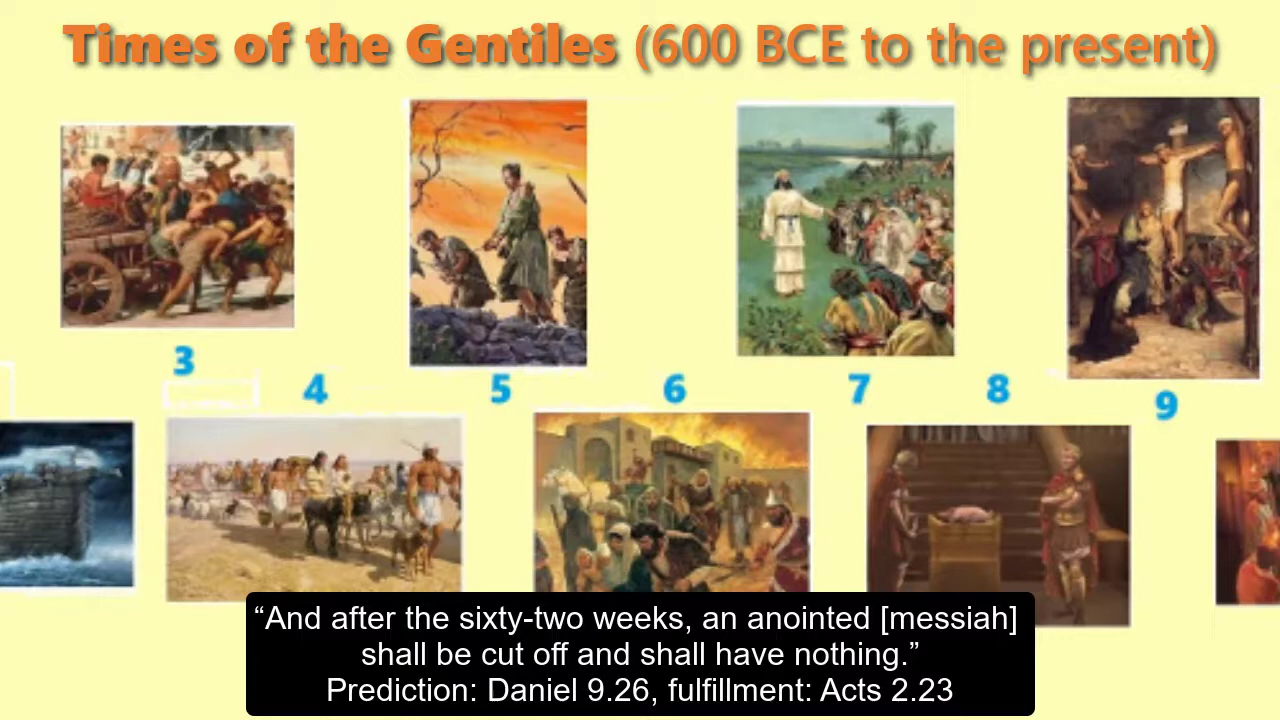 Times of the Gentiles (600 BCE to the present)
3
4
5
6
7
8
9
“And after the sixty-two weeks, an anointed [messiah]
shall be cut off and shall have nothing.”
Prediction: Daniel 9.26, fulfillment: Acts 2.23